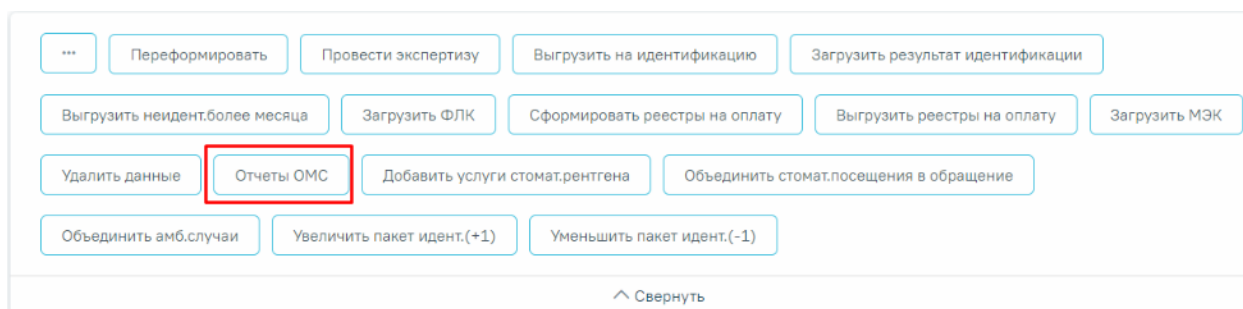 ... Переформировать Провести экспертизу Выгрузить на идентификацию Загрузить результат идентификации
Выгрузить неидент.более месяца Загрузить ФЛК Сформировать реестры на оплату Выгрузить реестры на оплату Загрузить МЭК
Удалить данные Отчеты ОМС Добавить услуги стомат.рентгена Объединить стомат.посещения в обращение
Объединить амб.случаи Увеличить пакет идент.(+1) Уменьшить пакет идент.(-1)
Свернуть